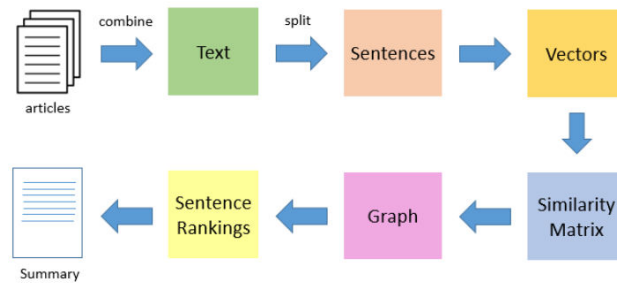 combine
split
Text
Sentences
Vectors
articles
Sentence
Rankings
Graph
Similarity
Matrix
Summary